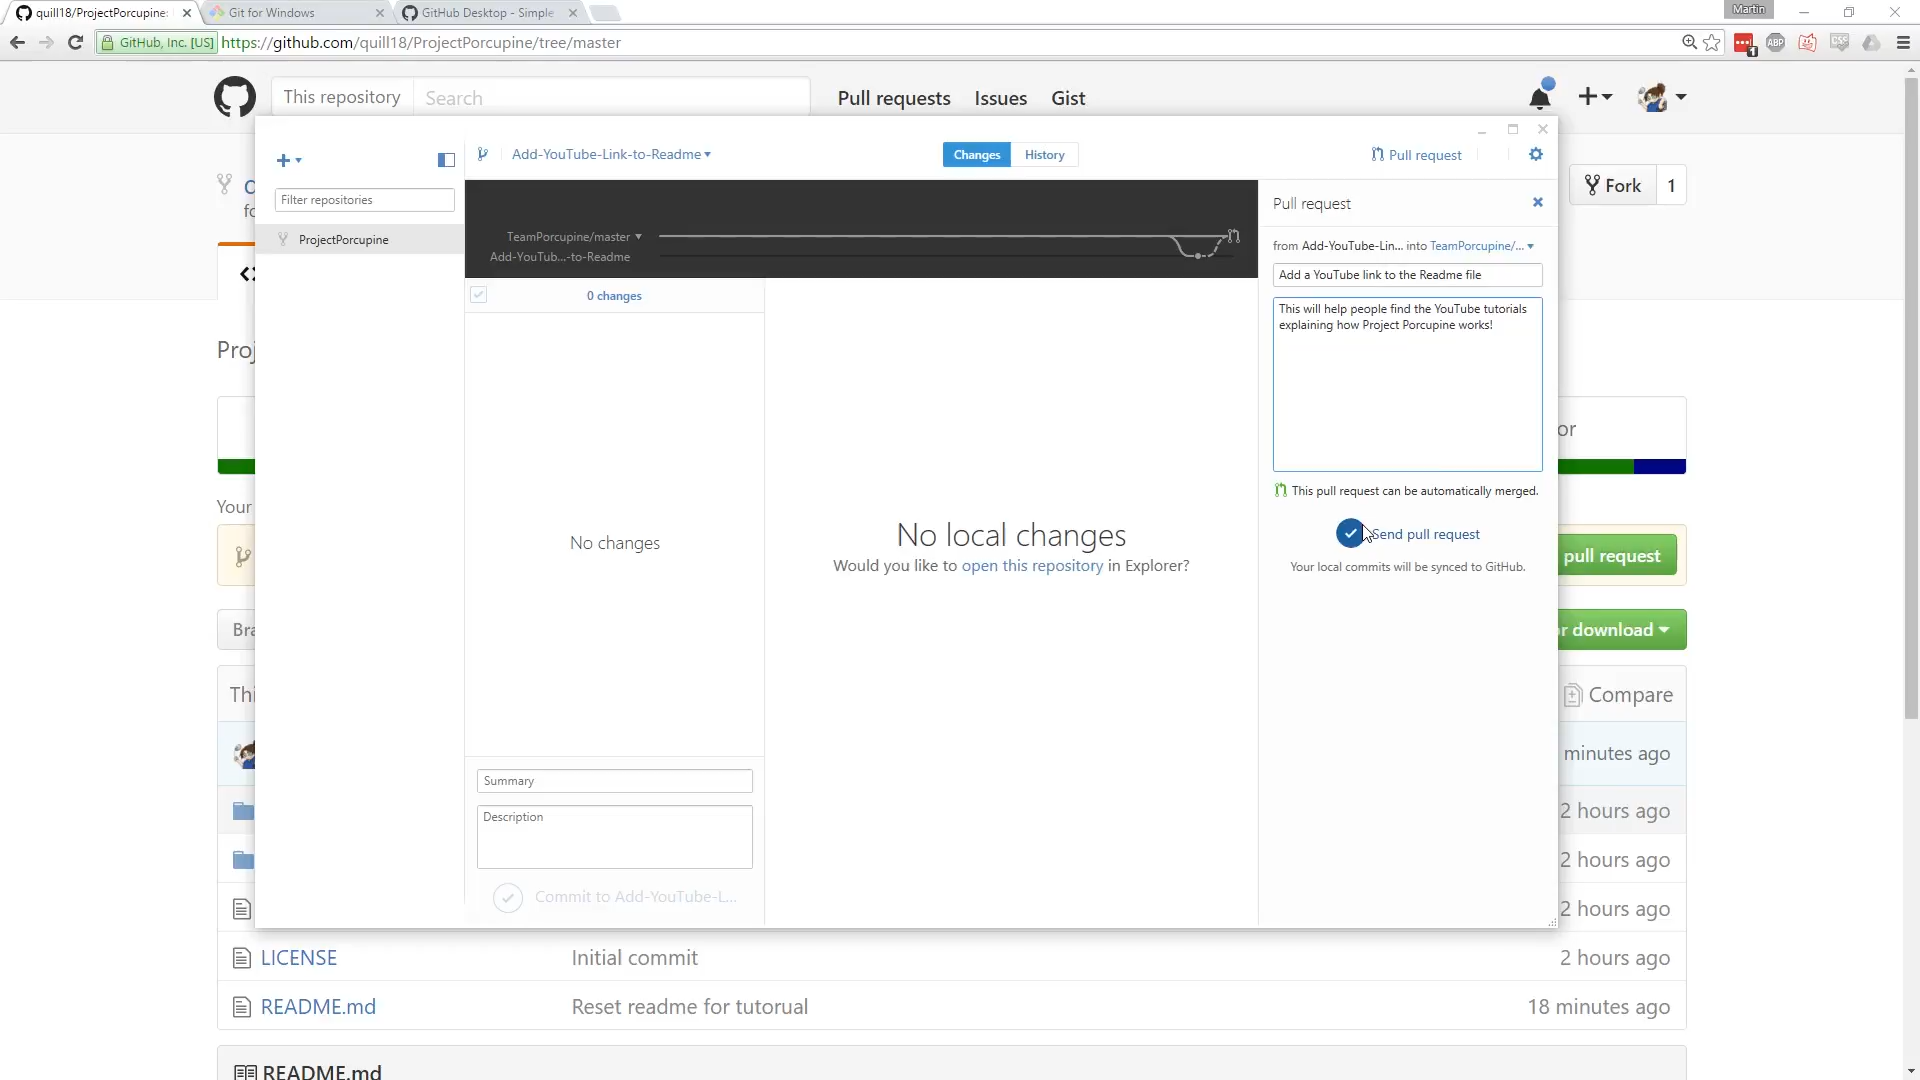 quill18/ProjectPorcupine:
Git for Windows
GitHub Desktop - Simple
Martin
GitHub, Inc. [US]
https://github.com/quill18/ProjectPorcupine/tree/master
ABP
CSS
1
This repository
Search
Pull requests
Issues
Gist
Add-YouTube-Link-to-Readme
Changes
History
Pull request
Filter repositories
ProjectPorcupine
TeamPorcupine/master
Add-YouTub...-to-Readme
Pull request
from Add-YouTube-Lin... into TeamPorcupine/...
Add a YouTube link to the Readme file
This will help people find the YouTube tutorials
explaining how Project Porcupine works!
This pull request can be automatically merged.
Send pull request
Your local commits will be synced to GitHub.
0 changes
No changes
No local changes
Would you like to open this repository in Explorer?
Summary
Description
Commit to Add-YouTube-L...
Fork
1
fo
Proj
or
Your
pull request
Bra
r download
Thi
Compare
minutes ago
2 hours ago
2 hours ago
2 hours ago
LICENSE
Initial commit
2 hours ago
README.md
Reset readme for tutorual
18 minutes ago
README.md